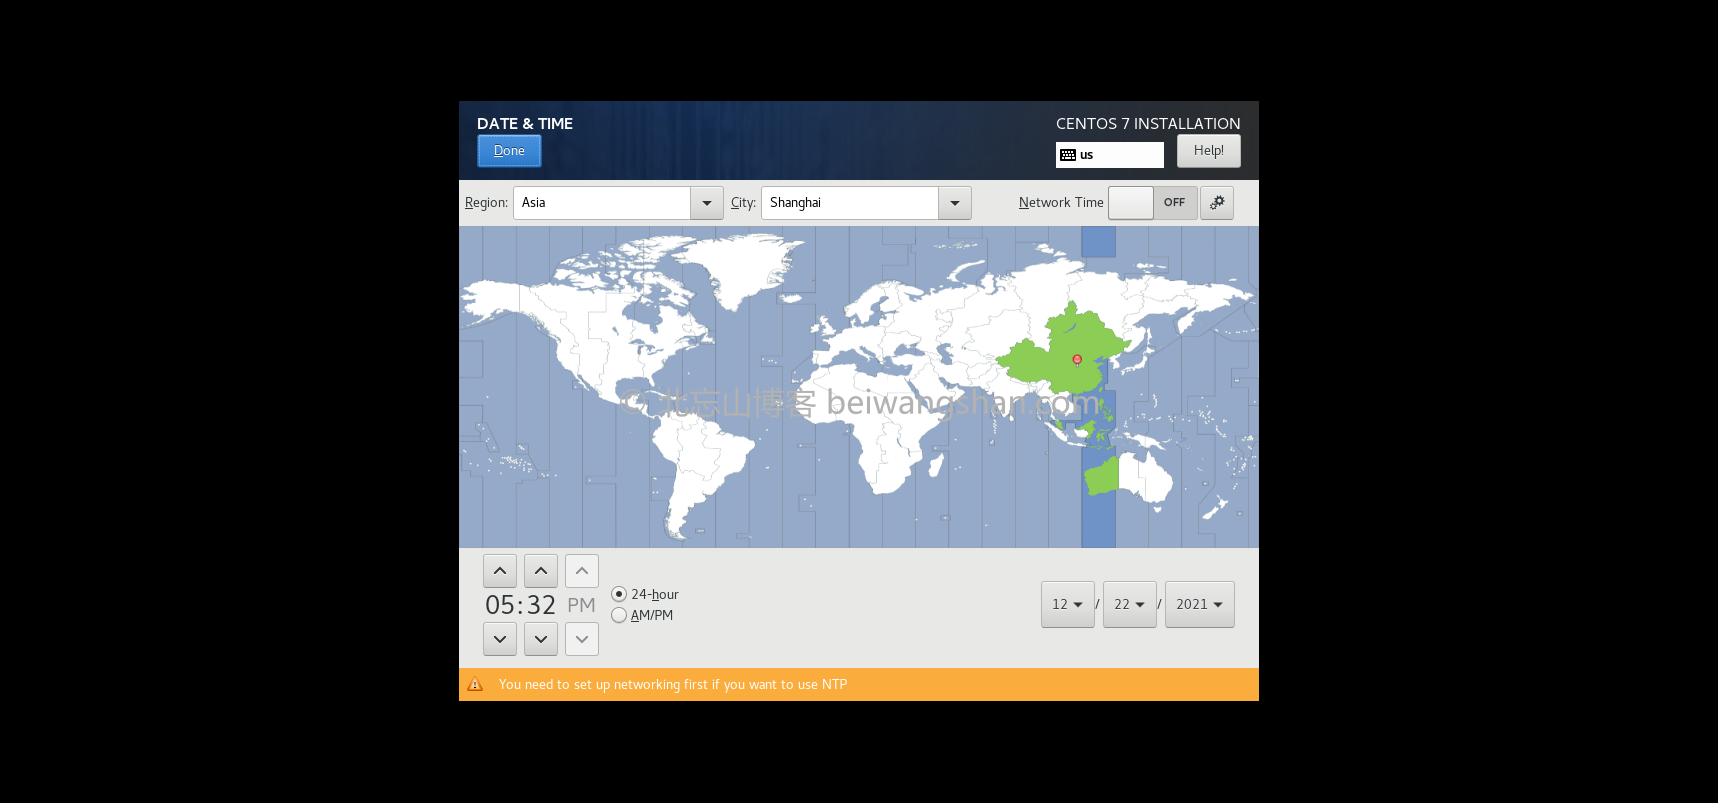 DATE & TIME
CENTOS 7 INSTALLATION
Done
us
Help!
Region:
Asia
City:
Shanghai
Network Time
OFF
© 北忘山博客 beiwangshan.com
05:32
PM
24-hour
AM/PM
12 / 22 / 2021
You need to set up networking first if you want to use NTP